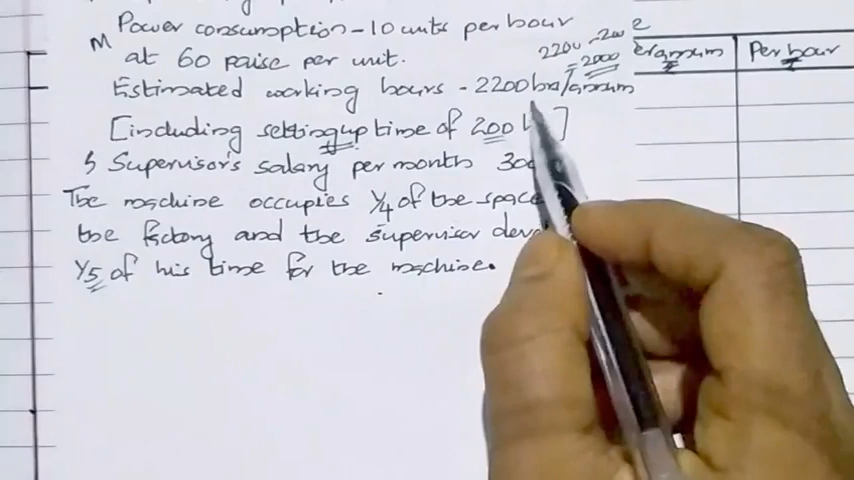 Power consumption - 10 units per hour
M
at 60 paise per unit.
2200 - 200
= 2000
Estimated working hours - 2200 hrs/annum
[including setting up time of 200
S Supervisor's salary per month 300
The machine occupies 1/4 of the space
the factory and the supervisor
1/5 of his time for the machine.
Per annum
Per hour